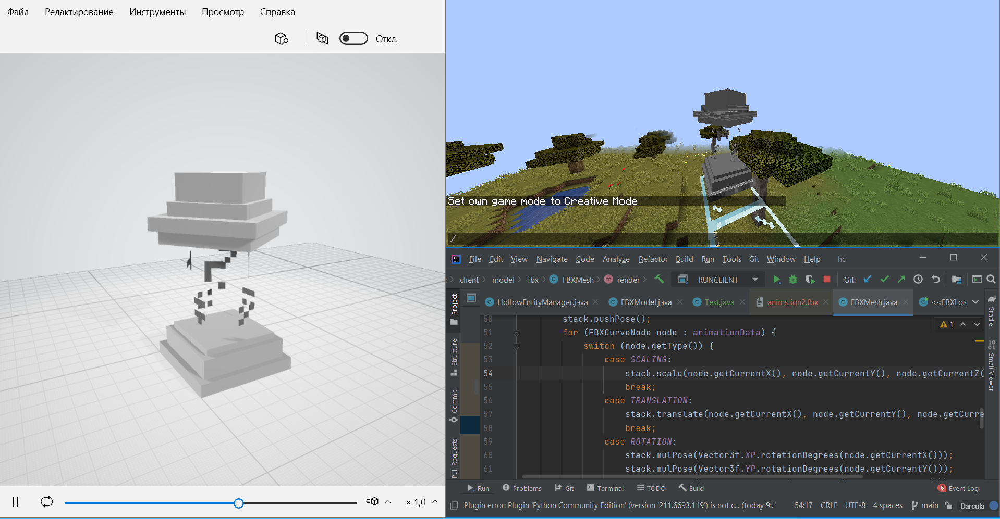 Файл Редактирование Инструменты Просмотр Справка
Откл.
× 1,0
Set own game mode to Creative Mode
/
File Edit View Navigate Code Analyze Refactor Build Run Tools Git Window Help hc
client model fbx FBXMesh render RUNCLIENT Git:
HollowEntityManager.java FBXModel.java Test.java animstion2.fbx FBXMesh.java <<FBXLoa
Project
Structure
Commit
Pull Requests
Gradle
Smali Viewer
1
50 stack.pushPose();
51 for (FBXCurveNode node : animationData) {
52 switch (node.getType()) {
53 case SCALING:
54 stack.scale(node.getCurrentX(), node.getCurrentY(), node.getCurrentZ(
55 break;
56 case TRANSLATION:
57 stack.translate(node.getCurrentX(), node.getCurrentY(), node.getCurre
58 break;
59 case ROTATION:
60 stack.mulPose(Vector3f.XP.rotationDegrees(node.getCurrentX()));
61 stack.mulPose(Vector3f.YP.rotationDegrees(node.getCurrentY()));
Run Problems Git Terminal TODO Build 6 Event Log
Plugin error: Plugin 'Python Community Edition' (version '211.6693.119') is not c... (today 9:2 54:17 CRLF UTF-8 4 spaces main Darcula